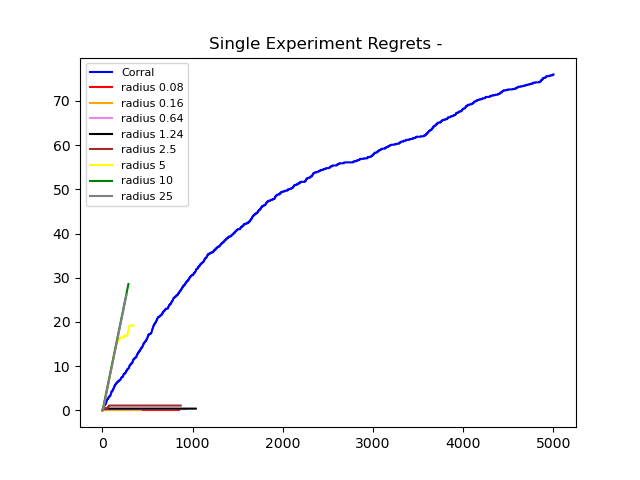 Single Experiment Regrets -
Corral
radius 0.08
radius 0.16
radius 0.64
radius 1.24
radius 2.5
radius 5
radius 10
radius 25
70
60
50
40
30
20
10
0
0 1000 2000 3000 4000 5000